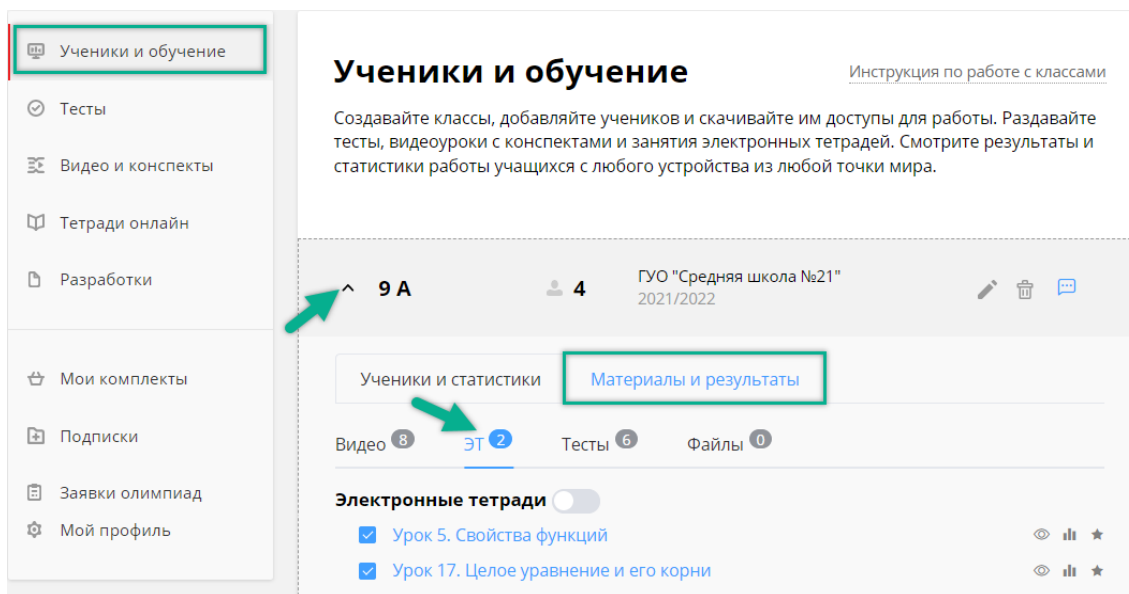 Ученики и обучение
Тесты
Видео и конспекты
Тетради онлайн
Разработки
Мои комплекты
Подписки
Заявки олимпиад
Мой профиль
Ученики и обучение
Инструкция по работе с классами
Создавайте классы, добавляйте учеников и скачивайте им доступы для работы. Раздавайте
тесты, видеоуроки с конспектами и занятия электронных тетрадей. Смотрите результаты и
статистики работы учащихся с любого устройства из любой точки мира.
9 А
4
ГУО "Средняя школа №21"
2021/2022
Ученики и статистики
Материалы и результаты
Видео 8
ЭТ 2
Тесты 6
Файлы 0
Электронные тетради
Урок 5. Свойства функций
Урок 17. Целое уравнение и его корни